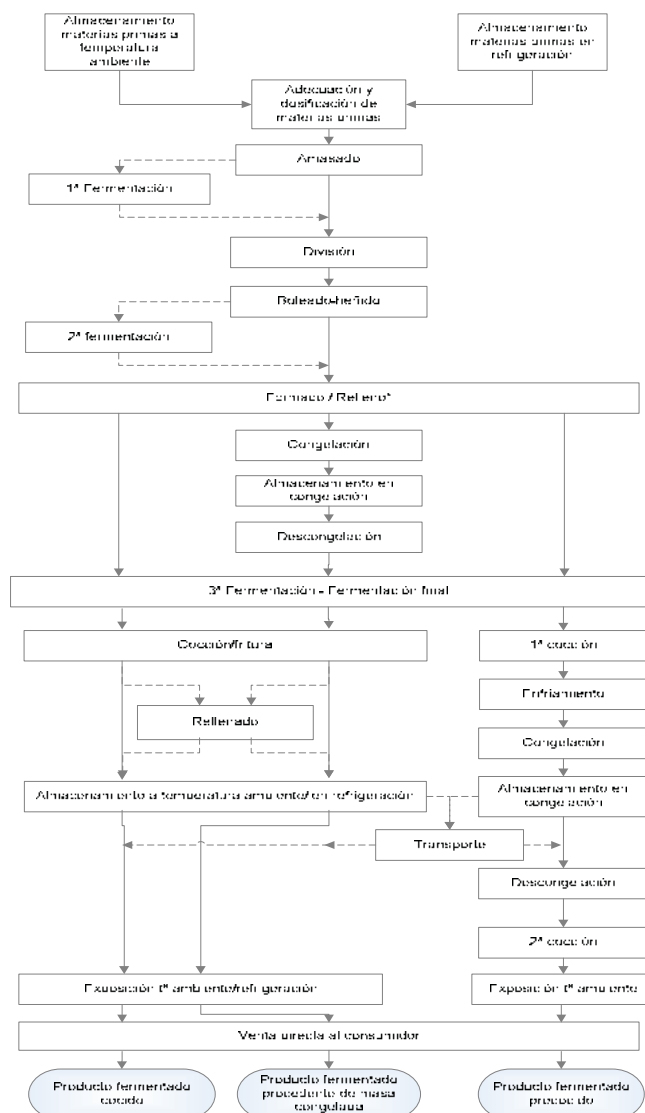 Almacenamiento
materias primas a
temperatura
ambiente
Almacenamiento
materias primas en
refrigeración
Adecuación y
dosificación de
materias primas
Amasado
1ª Fermentación
División
Boleado-heñido
2ª fermentación
Formado / Relleno*
Congelación
Almacenamiento en
congelación
Descongelación
3ª Fermentación - Fermentación final
Cocción/fritura
1ª cocción
Enfriamiento
Rellenado
Congelación
Almacenamiento a temperatura ambiente/ en refrigeración
Almacenamiento en
congelación
Transporte
Descongelación
2ª cocción
Exposición tª ambiente/refrigeración
Exposición tª ambiente
Venta directa al consumidor
Producto fermentado
cocido
Producto fermentado
procedente de masa
congelada
Producto fermentado
precocido